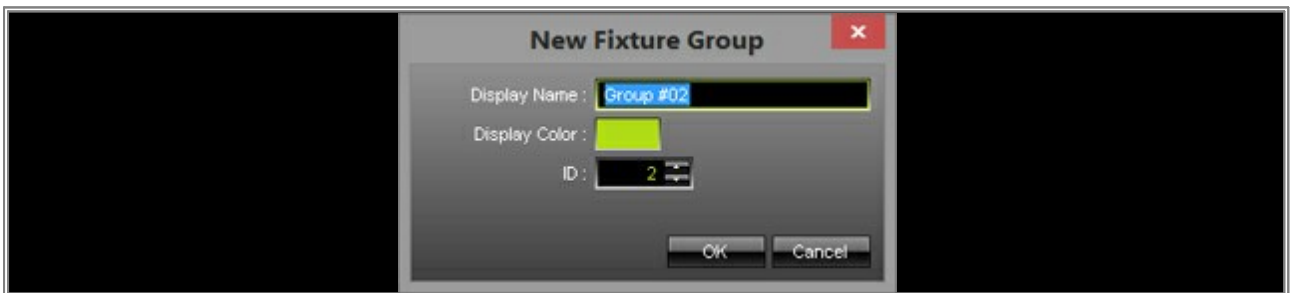 New Fixture Group
Display Name : Group #02
Display Color :
ID : 2
OK Cancel